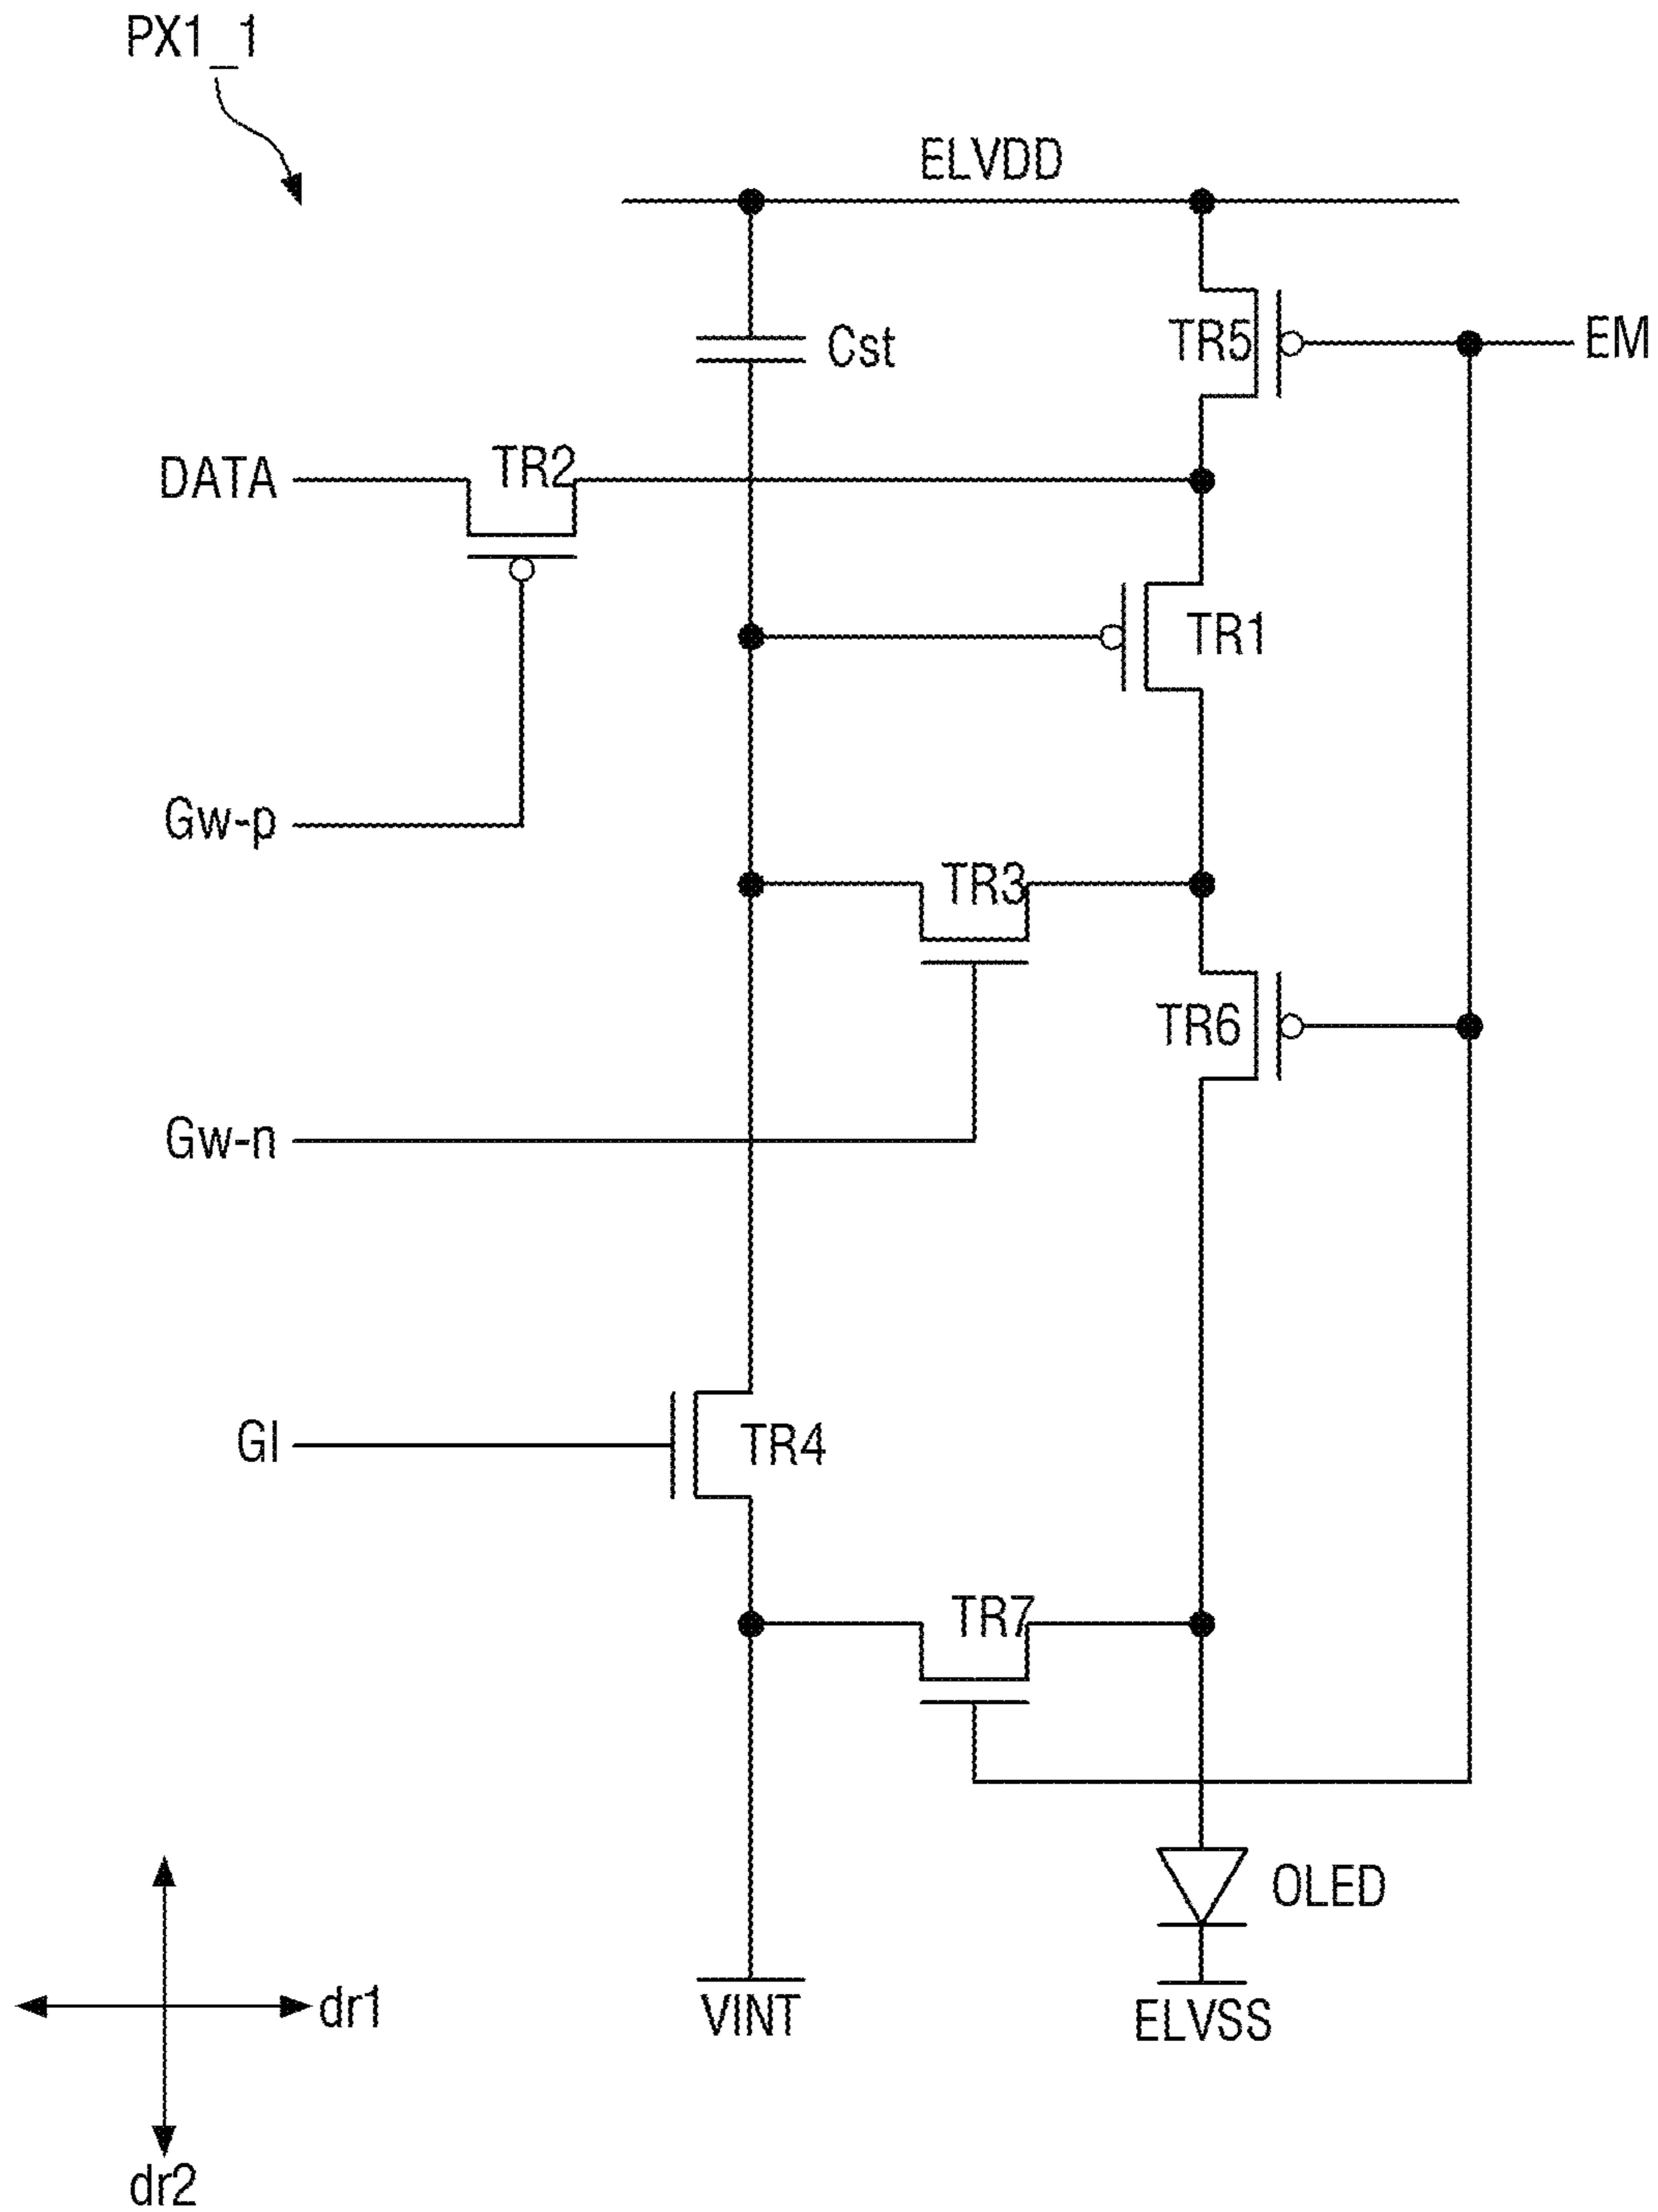 PX1_1
ELVDD
Cst
TR5
EM
DATA
TR2
TR1
Gw-p
TR3
TR6
Gw-n
GI
TR4
TR7
OLED
dr1
VINT
ELVSS
dr2